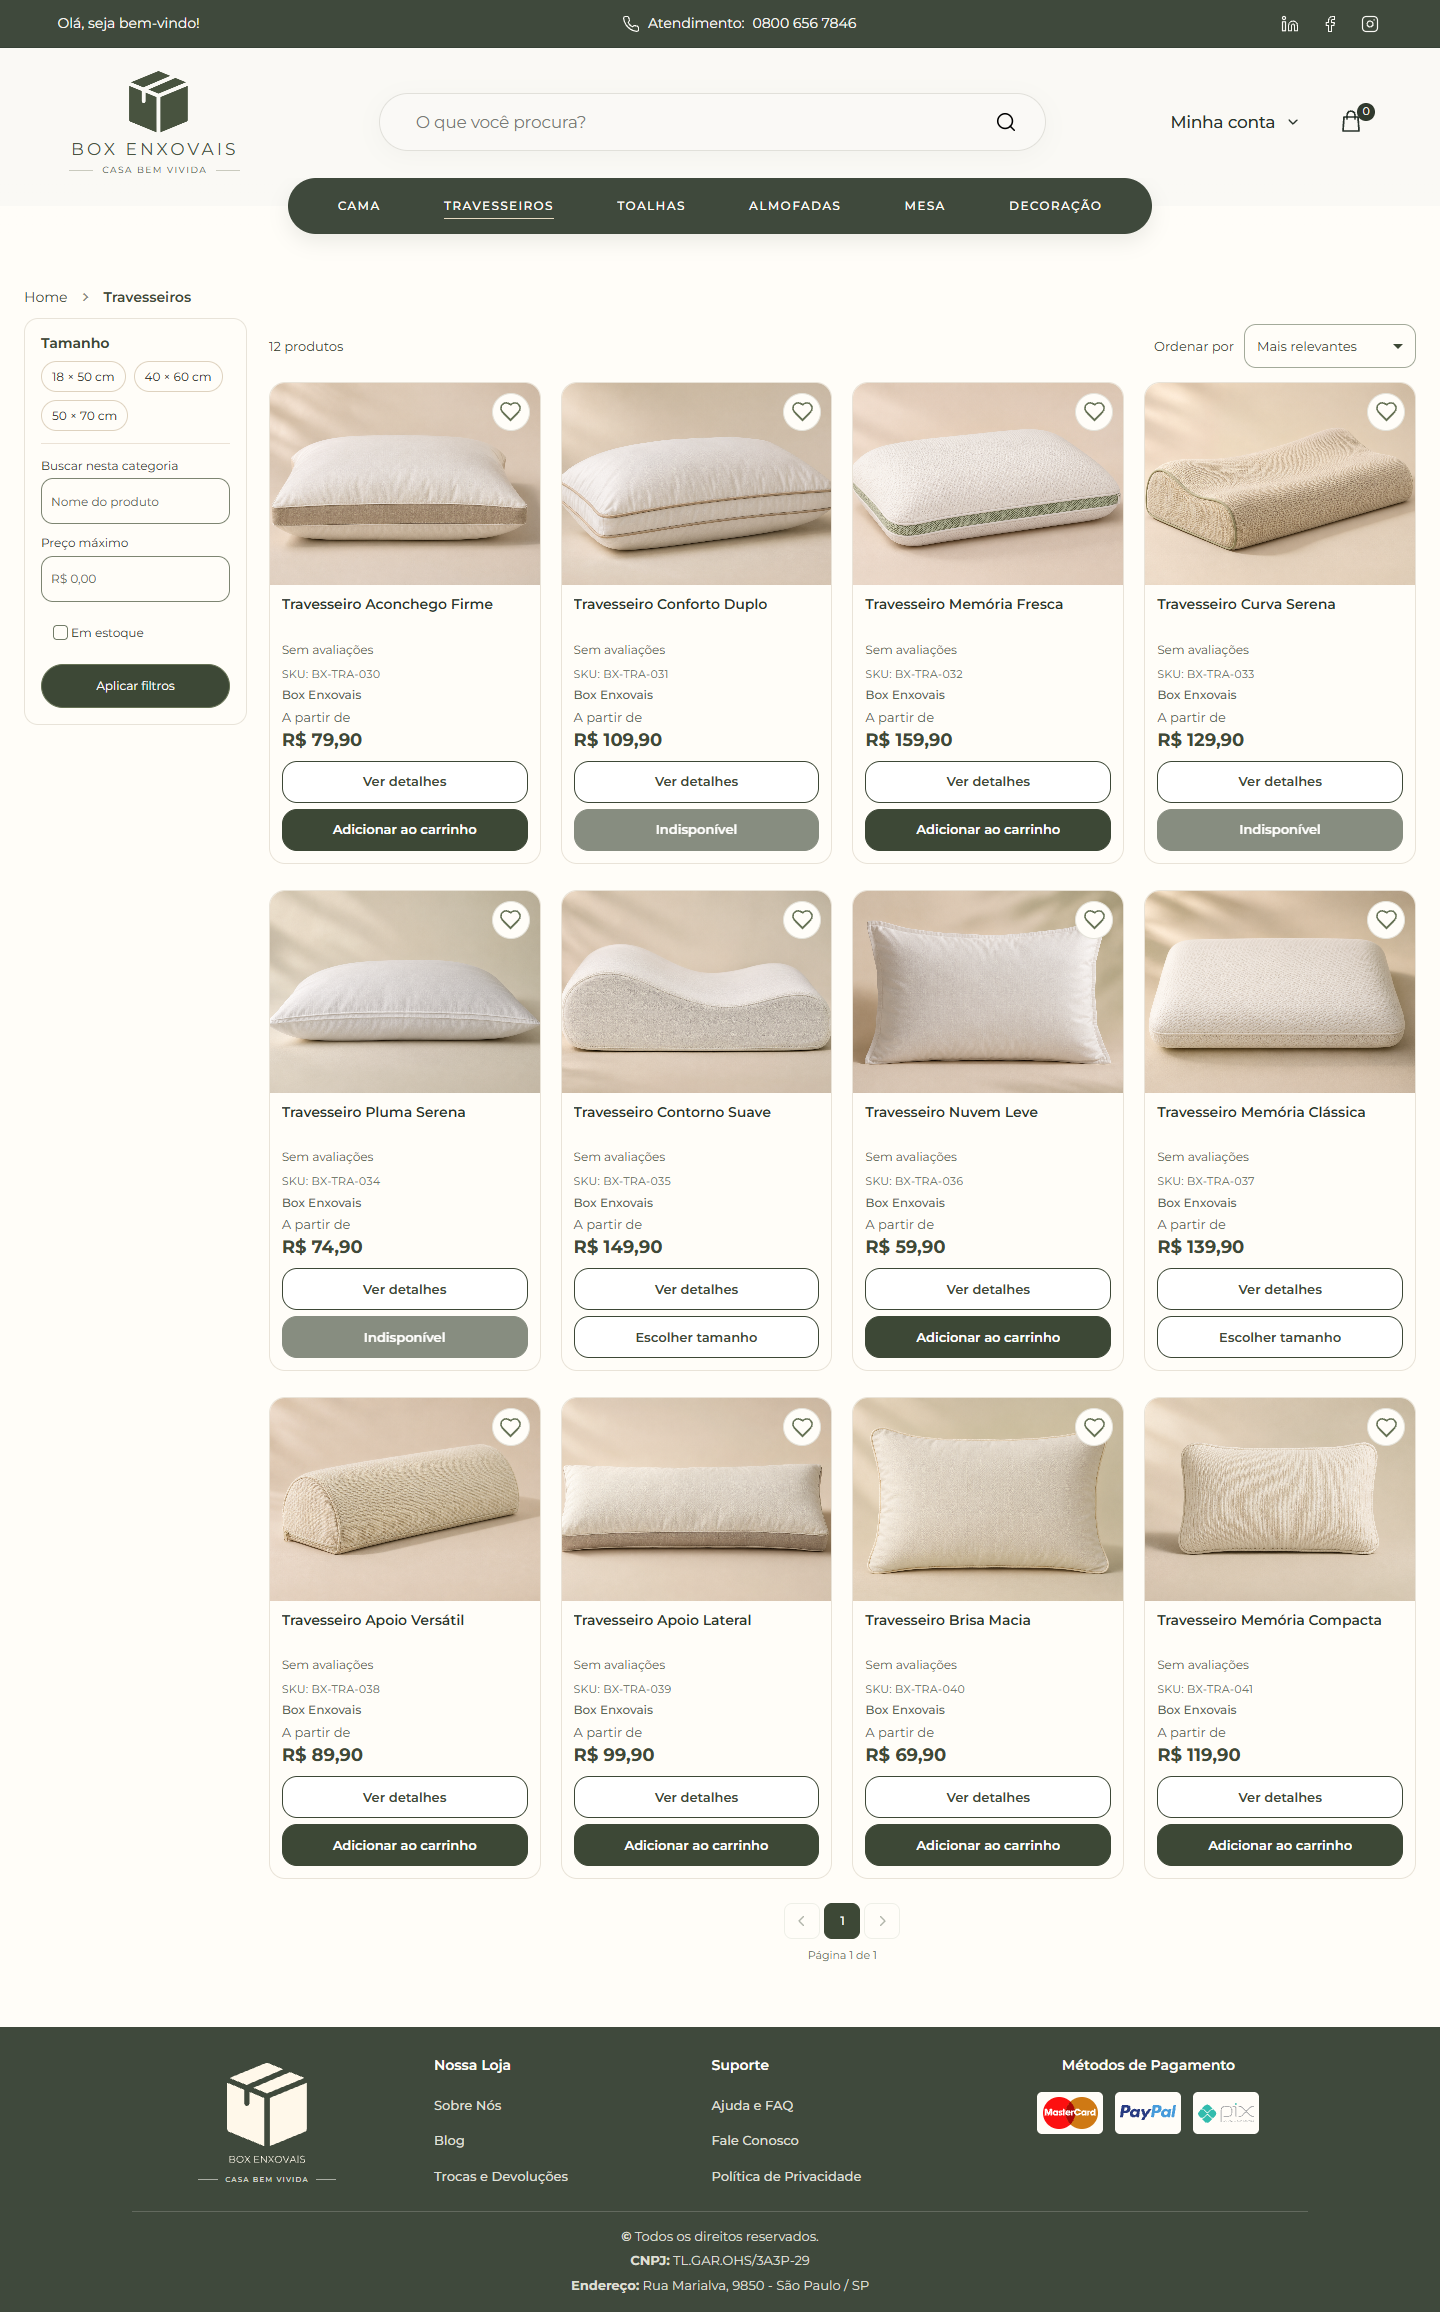 Olá, seja bem-vindo!
Atendimento: 0800 656 7846
BOX ENXOVAIS
CASA BEM VIVIDA
O que você procura?
Minha conta
0
CAMA
TRAVESSEIROS
TOALHAS
ALMOFADAS
MESA
DECORAÇÃO
Home
Travesseiros
Tamanho
18 × 50 cm
40 × 60 cm
50 × 70 cm
Buscar nesta categoria
Nome do produto
Preço máximo
R$ 0,00
Em estoque
Aplicar filtros
12 produtos
Ordenar por
Mais relevantes
Travesseiro Aconchego Firme
Sem avaliações
SKU: BX-TRA-030
Box Enxovais
A partir de
R$ 79,90
Ver detalhes
Adicionar ao carrinho
Travesseiro Conforto Duplo
Sem avaliações
SKU: BX-TRA-031
Box Enxovais
A partir de
R$ 109,90
Ver detalhes
Indisponível
Travesseiro Memória Fresca
Sem avaliações
SKU: BX-TRA-032
Box Enxovais
A partir de
R$ 159,90
Ver detalhes
Adicionar ao carrinho
Travesseiro Curva Serena
Sem avaliações
SKU: BX-TRA-033
Box Enxovais
A partir de
R$ 129,90
Ver detalhes
Indisponível
Travesseiro Pluma Serena
Sem avaliações
SKU: BX-TRA-034
Box Enxovais
A partir de
R$ 74,90
Ver detalhes
Indisponível
Travesseiro Contorno Suave
Sem avaliações
SKU: BX-TRA-035
Box Enxovais
A partir de
R$ 149,90
Ver detalhes
Escolher tamanho
Travesseiro Nuvem Leve
Sem avaliações
SKU: BX-TRA-036
Box Enxovais
A partir de
R$ 59,90
Ver detalhes
Adicionar ao carrinho
Travesseiro Memória Clássica
Sem avaliações
SKU: BX-TRA-037
Box Enxovais
A partir de
R$ 139,90
Ver detalhes
Escolher tamanho
Travesseiro Apoio Versátil
Sem avaliações
SKU: BX-TRA-038
Box Enxovais
A partir de
R$ 89,90
Ver detalhes
Adicionar ao carrinho
Travesseiro Apoio Lateral
Sem avaliações
SKU: BX-TRA-039
Box Enxovais
A partir de
R$ 99,90
Ver detalhes
Adicionar ao carrinho
Travesseiro Brisa Macia
Sem avaliações
SKU: BX-TRA-040
Box Enxovais
A partir de
R$ 69,90
Ver detalhes
Adicionar ao carrinho
Travesseiro Memória Compacta
Sem avaliações
SKU: BX-TRA-041
Box Enxovais
A partir de
R$ 119,90
Ver detalhes
Adicionar ao carrinho
1
Página 1 de 1
BOX ENXOVAIS
CASA BEM VIVIDA
Nossa Loja
Sobre Nós
Blog
Trocas e Devoluções
Suporte
Ajuda e FAQ
Fale Conosco
Política de Privacidade
Métodos de Pagamento
MasterCard
PayPal
pix
© Todos os direitos reservados.
CNPJ: TL.GAR.OHS/3A3P-29
Endereço: Rua Marialva, 9850 - São Paulo / SP